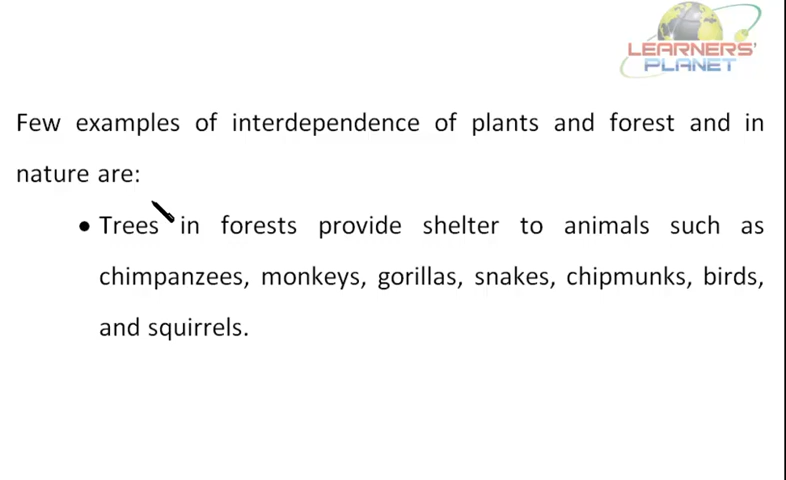 LEARNERS'
PLANET
Few examples of interdependence of plants and forest and in
nature are:
• Trees in forests provide shelter to animals such as
chimpanzees, monkeys, gorillas, snakes, chipmunks, birds,
and squirrels.